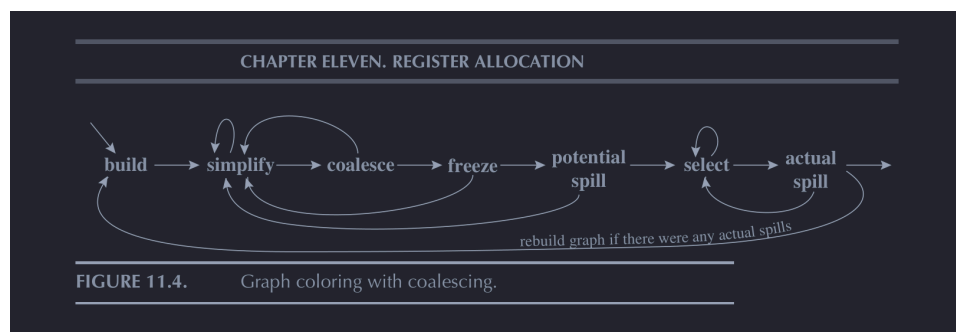 CHAPTER ELEVEN. REGISTER ALLOCATION
build simplify coalesce freeze potential spill select actual spill
rebuild graph if there were any actual spills
FIGURE 11.4. Graph coloring with coalescing.